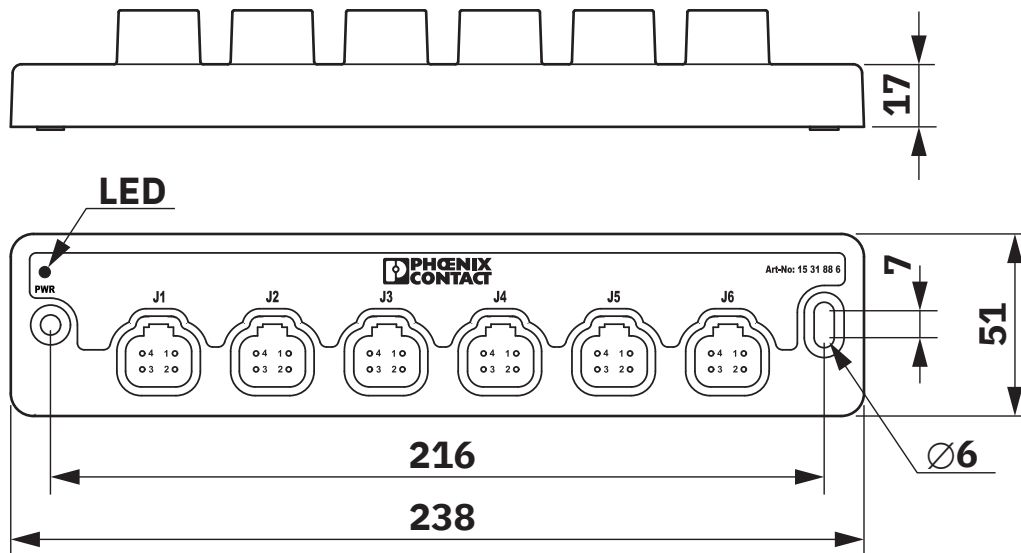 17
LED
PHŒNIX
CONTACT
Art-No: 15 31 88 6
PWR
7
51
J1 J2 J3 J4 J5 J6
4 1 4 1 4 1 4 1 4 1 4 1
3 2 3 2 3 2 3 2 3 2 3 2
216
∅6
238